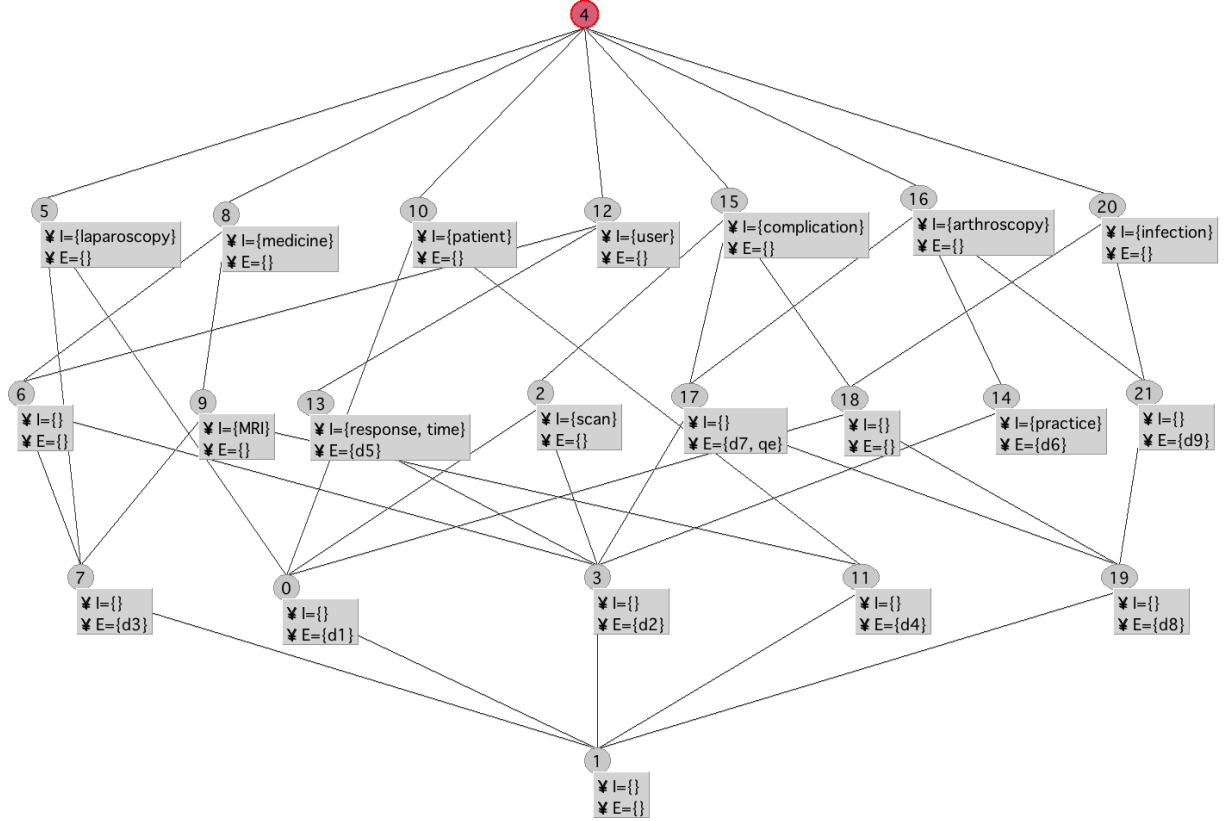 4
5
8
10
12
15
16
20
¥ I={laparoscopy}
¥ E={}
¥ I={medicine}
¥ E={}
¥ I={patient}
¥ E={}
¥ I={user}
¥ E={}
¥ I={complication}
¥ E={}
¥ I={arthroscopy}
¥ E={}
¥ I={infection}
¥ E={}
6
9
13
2
17
18
14
21
¥ I={}
¥ E={}
¥ I={MRI}
¥ E={}
¥ I={response, time}
¥ E={d5}
¥ I={scan}
¥ E={}
¥ I={}
¥ E={d7, qe}
¥ I={}
¥ E={}
¥ I={practice}
¥ E={d6}
¥ I={}
¥ E={d9}
7
0
3
11
19
¥ I={}
¥ E={d3}
¥ I={}
¥ E={d1}
¥ I={}
¥ E={d2}
¥ I={}
¥ E={d4}
¥ I={}
¥ E={d8}
1
¥ I={}
¥ E={}